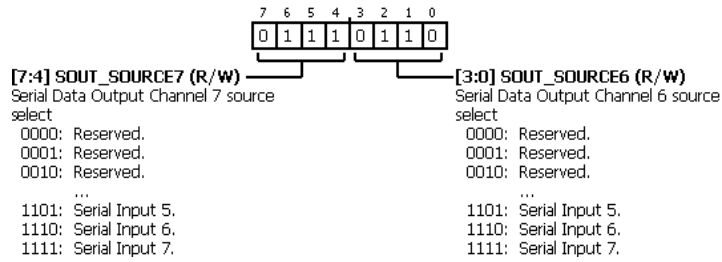 7 6 5 4 3 2 1 0
0 1 1 1 0 1 1 0
[7:4] SOUT_SOURCE7 (R/W)
Serial Data Output Channel 7 source
select
0000: Reserved.
0001: Reserved.
0010: Reserved.
...
1101: Serial Input 5.
1110: Serial Input 6.
1111: Serial Input 7.
[3:0] SOUT_SOURCE6 (R/W)
Serial Data Output Channel 6 source
select
0000: Reserved.
0001: Reserved.
0010: Reserved.
...
1101: Serial Input 5.
1110: Serial Input 6.
1111: Serial Input 7.